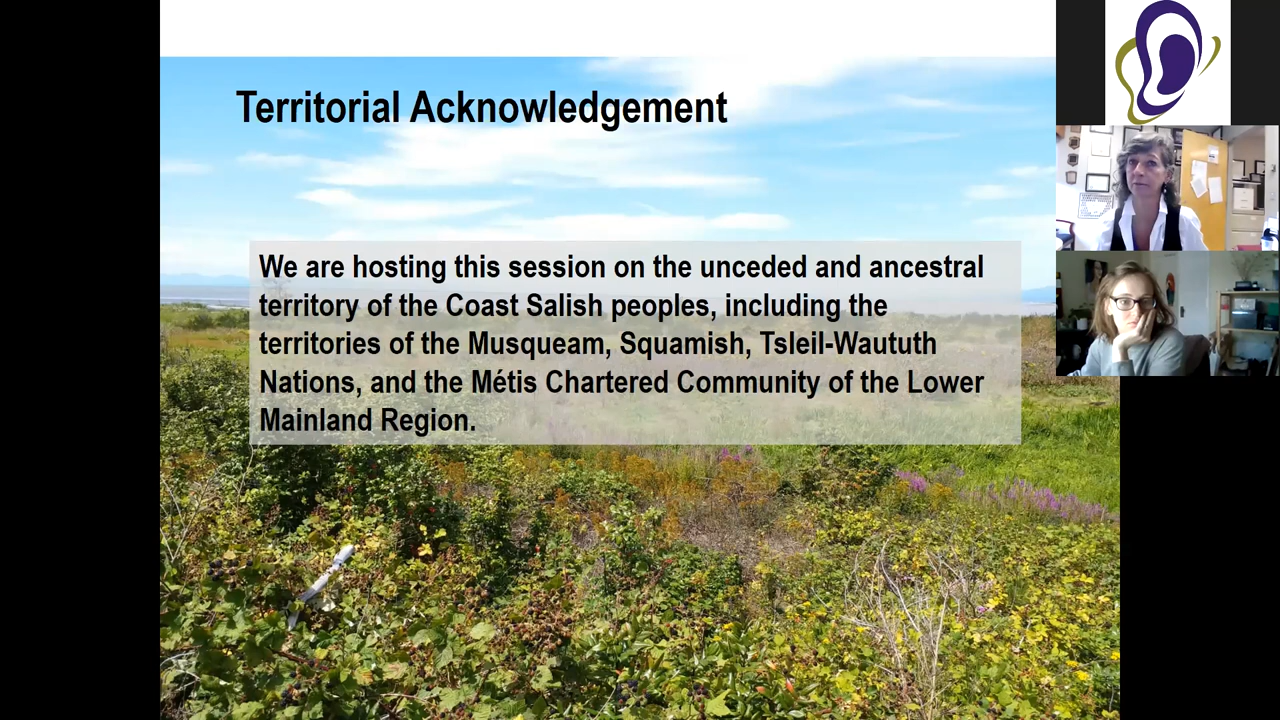 Territorial Acknowledgement
We are hosting this session on the unceded and ancestral
territory of the Coast Salish peoples, including the
territories of the Musqueam, Squamish, Tsleil-Waututh
Nations, and the Métis Chartered Community of the Lower
Mainland Region.